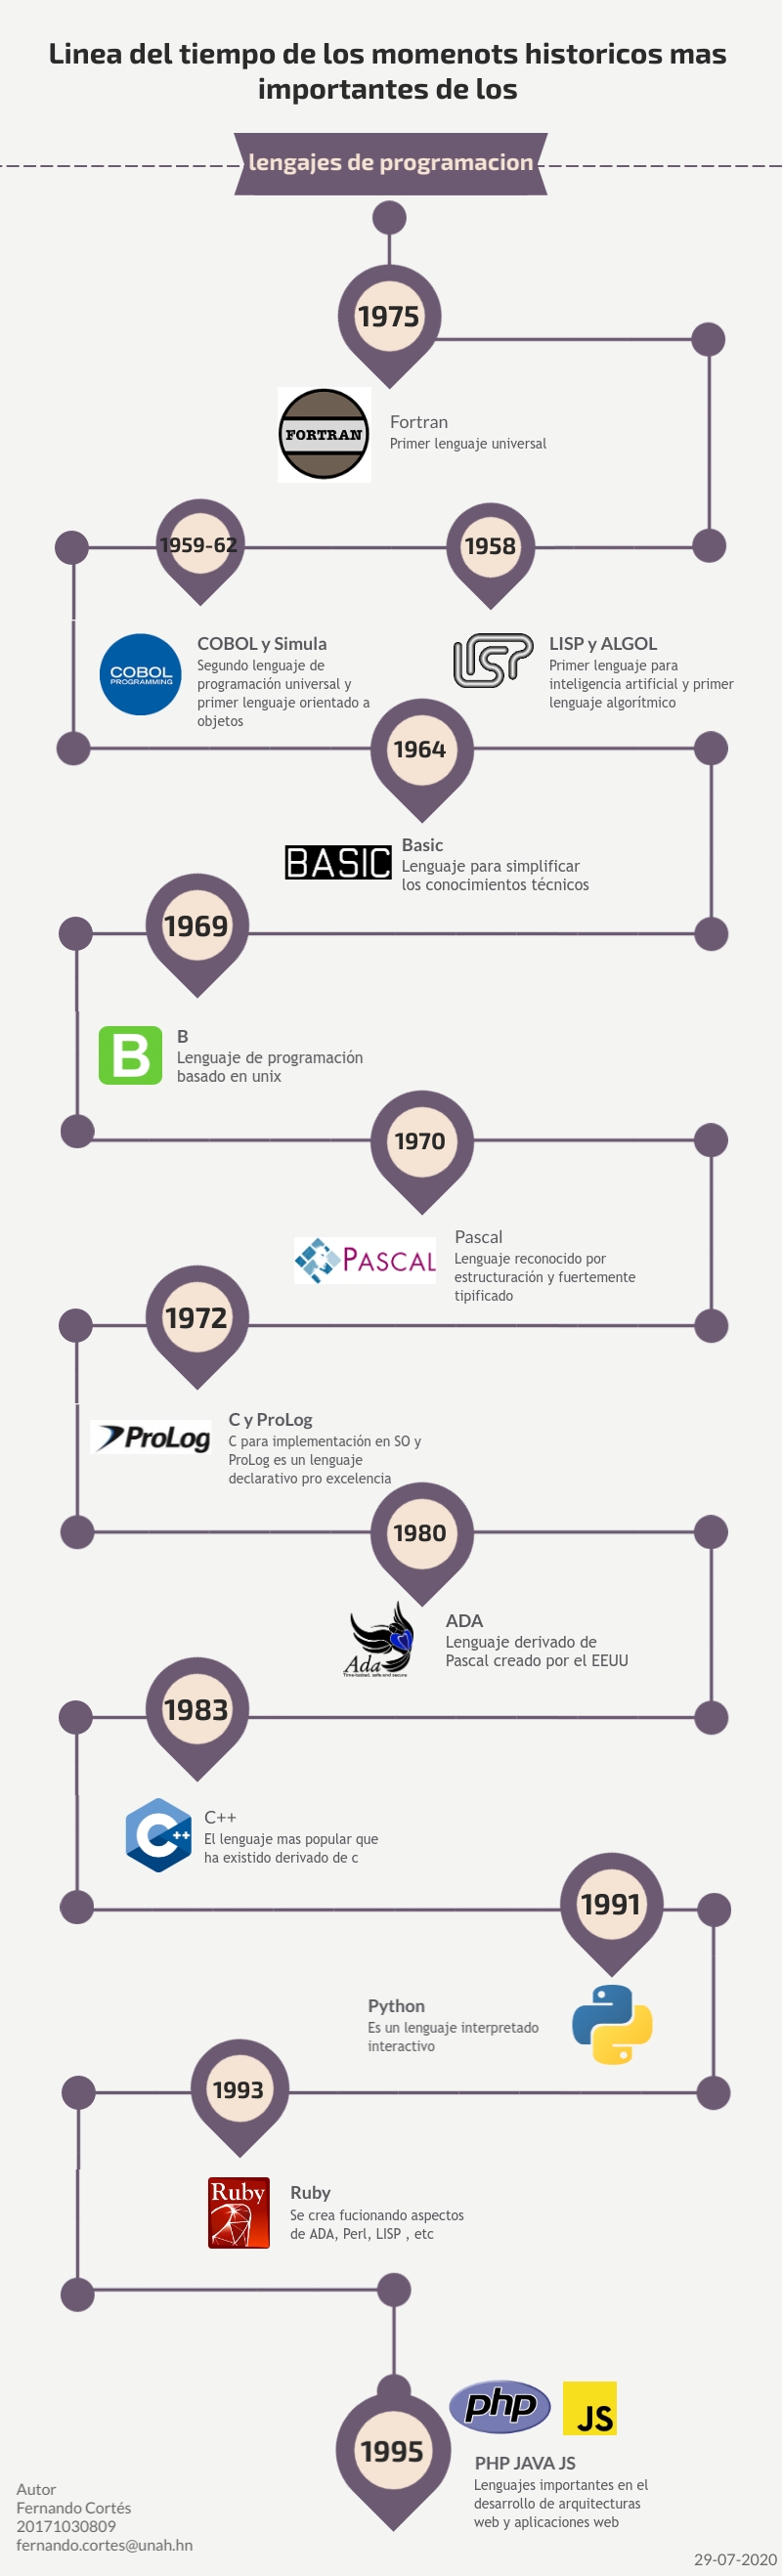 Linea del tiempo de los momenots historicos mas
importantes de los
lengajes de programacion
1975
FORTRAN
Fortran
Primer lenguaje universal
1958
LISP
LISP y ALGOL
Primer lenguaje para
inteligencia artificial y primer
lenguaje algorítmico
1959-62
COBOL
PROGRAMMING
COBOL y Simula
Segundo lenguaje de
programación universal y
primer lenguaje orientado a
objetos
1964
BASIC
Basic
Lenguaje para simplificar
los conocimientos técnicos
1969
B
B
Lenguaje de programación
basado en unix
1970
PASCAL
Pascal
Lenguaje reconocido por
estructuración y fuertemente
tipificado
1972
ProLog
C y ProLog
C para implementación en SO y
ProLog es un lenguaje
declarativo pro excelencia
1980
Ada
Time-tested, safe and secure
ADA
Lenguaje derivado de
Pascal creado por el EEUU
1983
C++
C++
El lenguaje mas popular que
ha existido derivado de c
1991
Python
Es un lenguaje interpretado
interactivo
1993
Ruby
Ruby
Se crea fucionando aspectos
de ADA, Perl, LISP , etc
1995
php
JS
PHP JAVA JS
Lenguajes importantes en el
desarrollo de arquitecturas
web y aplicaciones web
Autor
Fernando Cortés
20171030809
fernando.cortes@unah.hn
29-07-2020